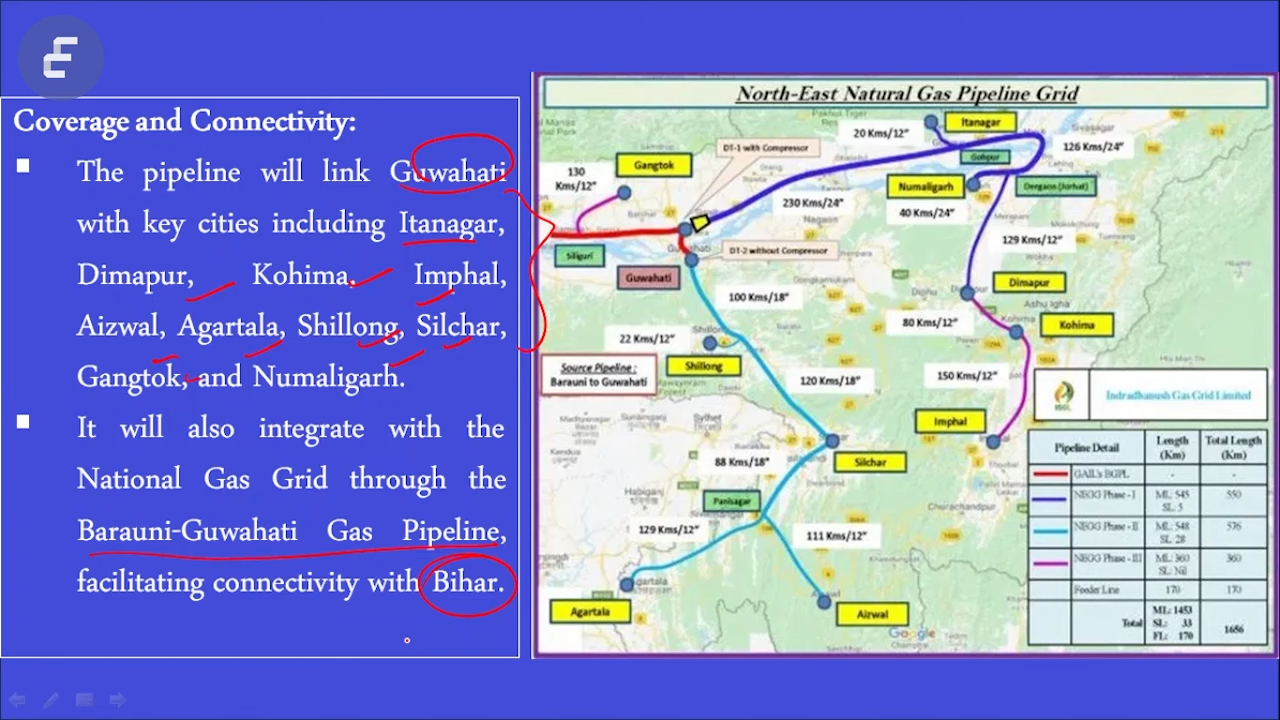 Coverage and Connectivity:
The pipeline will link Guwahati
with key cities including Itanagar,
Dimapur, Kohima, Imphal,
Aizwal, Agartala, Shillong, Silchar,
Gangtok, and Numaligarh.
It will also integrate with the
National Gas Grid through the
Barauni-Guwahati Gas Pipeline,
facilitating connectivity with Bihar.
North-East Natural Gas Pipeline Grid
20 Kms/12"
Itanagar
DT-1 with Compressor
126 Kms/24"
Gohpur
Gangtok
130
Kms/12"
Numaligarh
Dergaon (Jorhat)
230 Kms/24"
40 Kms/24"
129 Kms/12"
DT-2 without Compressor
Siliguri
Guwahati
Dimapur
100 Kms/18"
80 Kms/12"
Kohima
22 Kms/12"
Shillong
Source Pipeline :
Barauni to Guwahati
120 Kms/18"
150 Kms/12"
Indradhanush Gas Grid Limited
Imphal
88 Kms/18"
Silchar
Panisagar
129 Kms/12"
111 Kms/12"
Agartala
Aizwal
Google
Pipeline Detail Length (Km) Total Length (Km)
GAIL's BGPL - -
NEGG Phase - I ML: 545 SL: 5 550
NEGG Phase - II ML: 548 SL: 28 576
NEGG Phase - III ML: 360 SL: Nil 360
Feeder Line 170 170
Total ML: 1453 SL: 33 FL: 170 1656